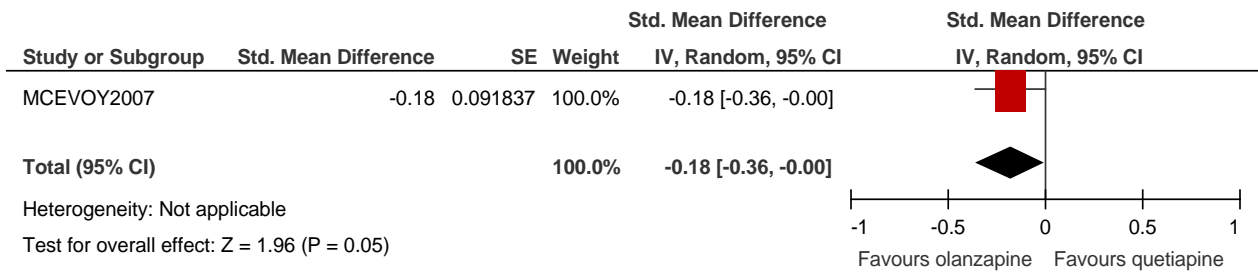 Std. Mean Difference Std. Mean Difference
Study or Subgroup Std. Mean Difference SE Weight IV, Random, 95% CI IV, Random, 95% CI
MCEVOY2007 -0.18 0.091837 100.0% -0.18 [-0.36, -0.00]
Total (95% CI) 100.0% -0.18 [-0.36, -0.00]
Heterogeneity: Not applicable
Test for overall effect: Z = 1.96 (P = 0.05)
-1 -0.5 0 0.5 1
Favours olanzapine Favours quetiapine